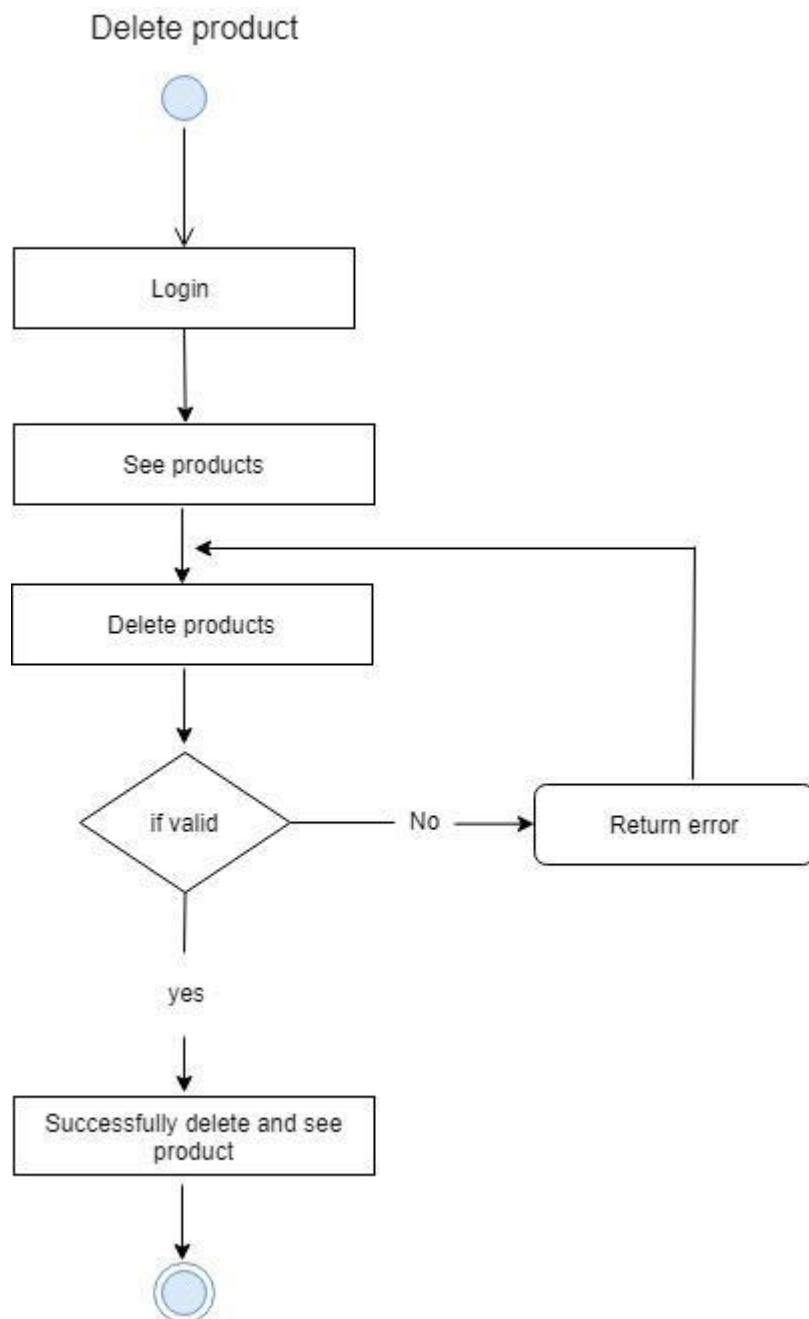 Delete product
Login
See products
Delete products
if valid
No
Return error
yes
Successfully delete and see
product